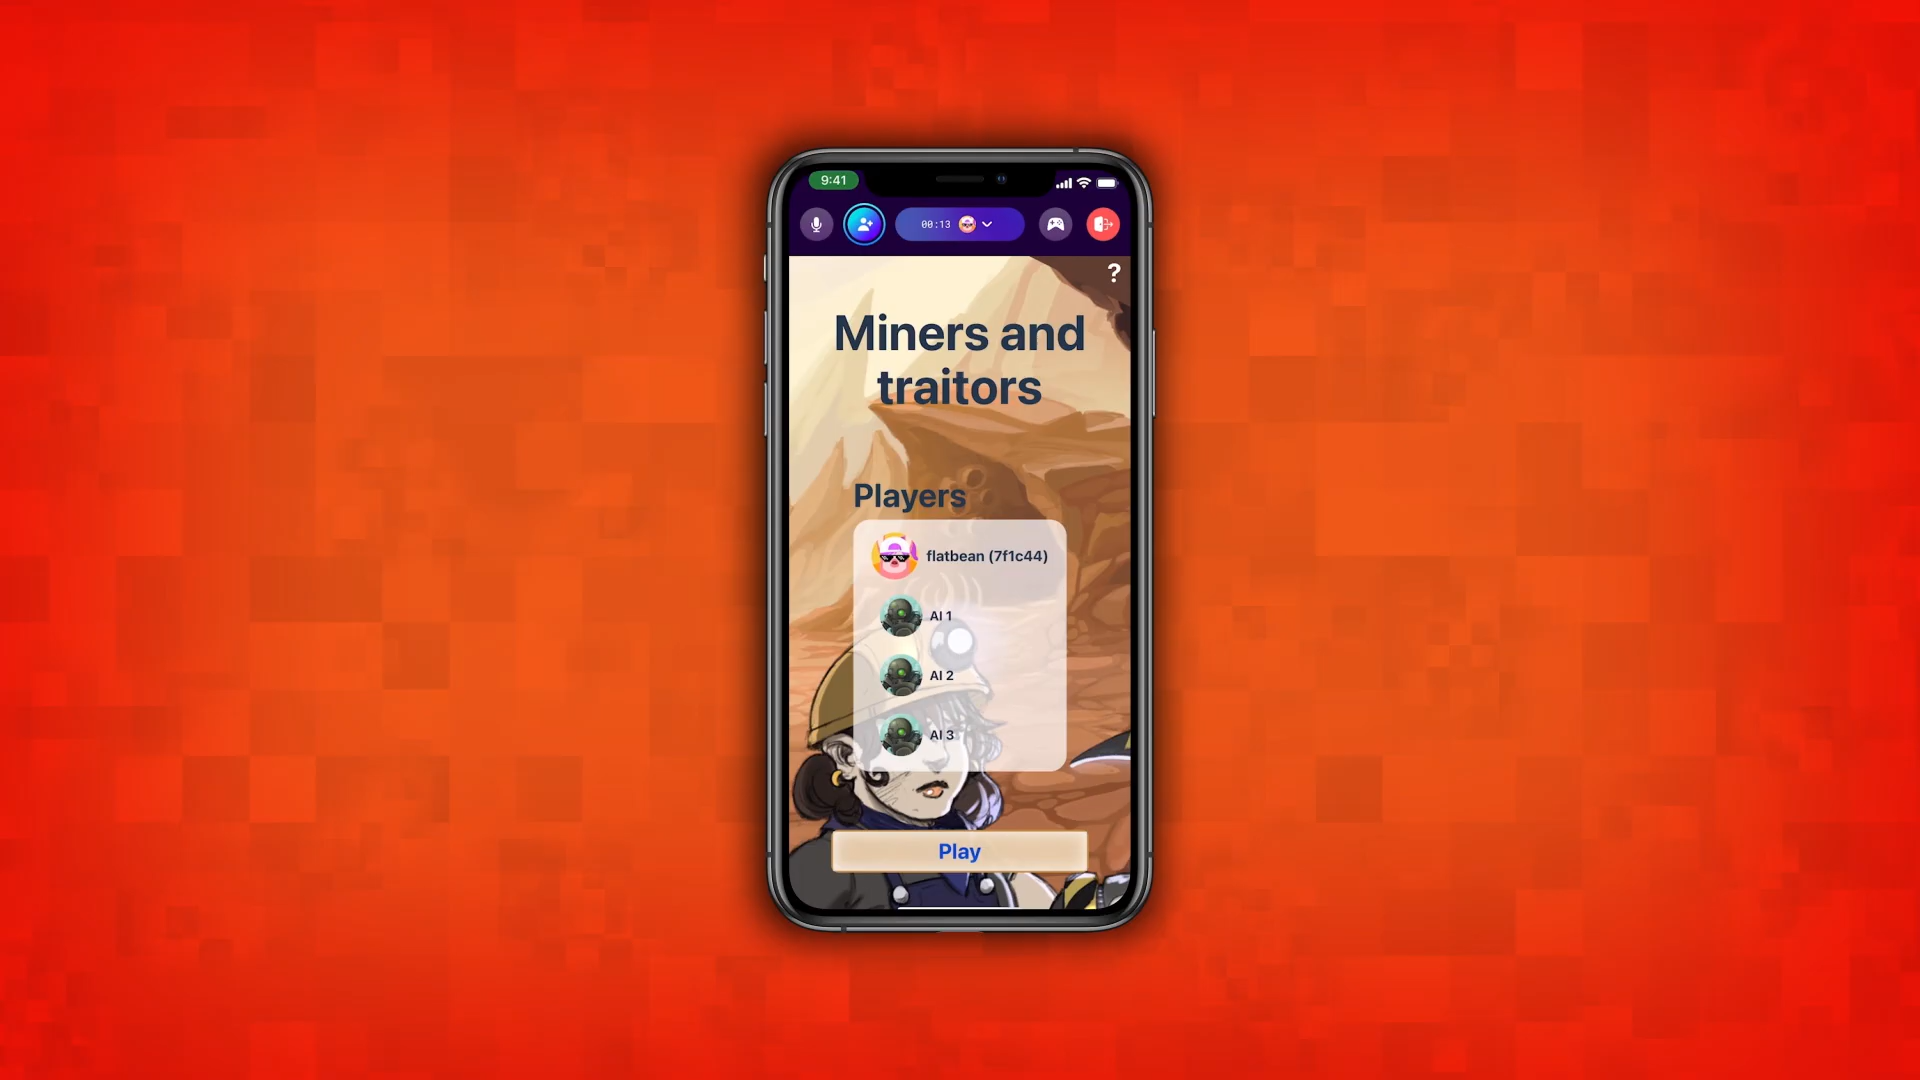 9:41
00:13
?
Miners and
traitors
Players
flatbean (7f1c44)
AI 1
AI 2
AI 3
Play